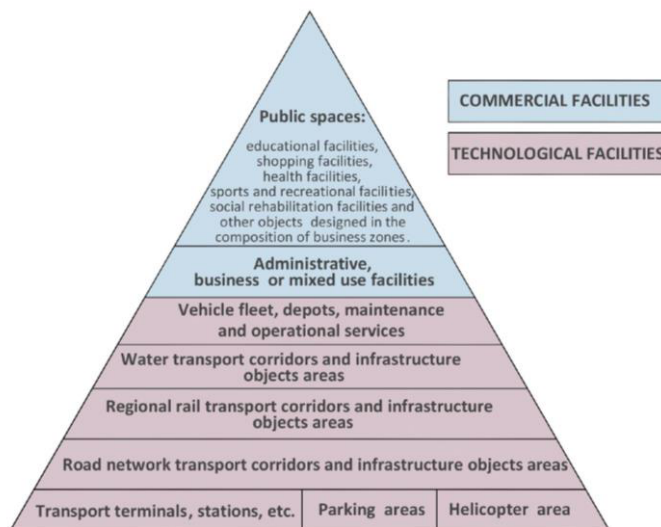 Public spaces:
educational facilities,
shopping facilities,
health facilities,
sports and recreational facilities,
social rehabilitation facilities and
other objects designed in the
composition of business zones.
Administrative,
business or mixed use facilities
Vehicle fleet, depots, maintenance
and operational services
Water transport corridors and infrastructure
objects areas
Regional rail transport corridors and infrastructure
objects areas
Road network transport corridors and infrastructure objects areas
Transport terminals, stations, etc.
Parking areas
Helicopter area
COMMERCIAL FACILITIES
TECHNOLOGICAL FACILITIES